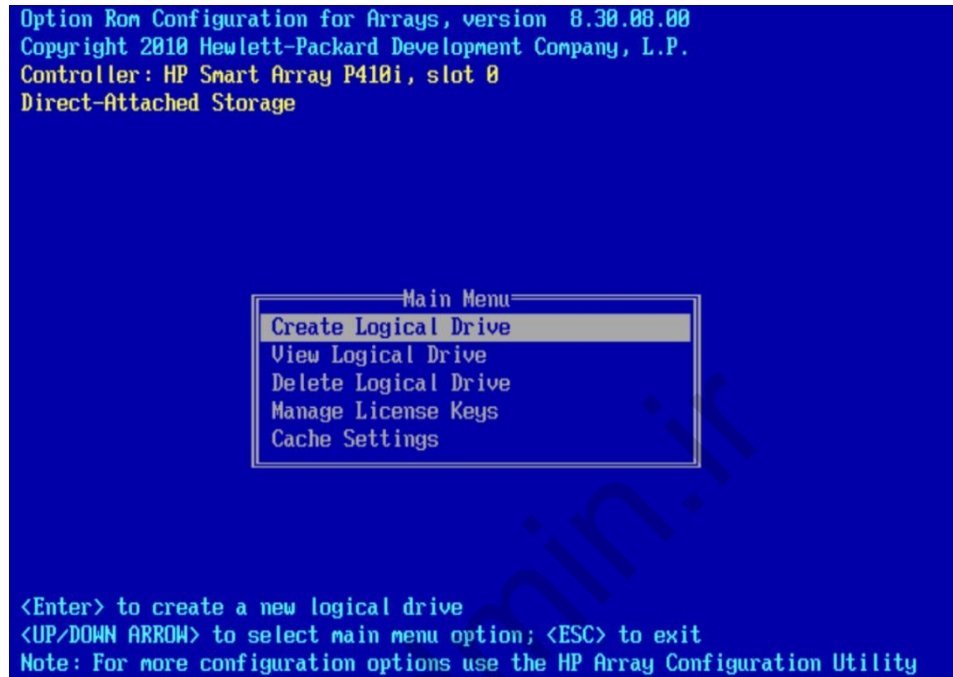 Option Rom Configuration for Arrays, version  8.30.08.00
Copyright 2010 Hewlett-Packard Development Company, L.P.
Controller: HP Smart Array P410i, slot 0
Direct-Attached Storage
Main Menu
Create Logical Drive
View Logical Drive
Delete Logical Drive
Manage License Keys
Cache Settings
<Enter> to create a new logical drive
<UP/DOWN ARROW> to select main menu option; <ESC> to exit
Note: For more configuration options use the HP Array Configuration Utility